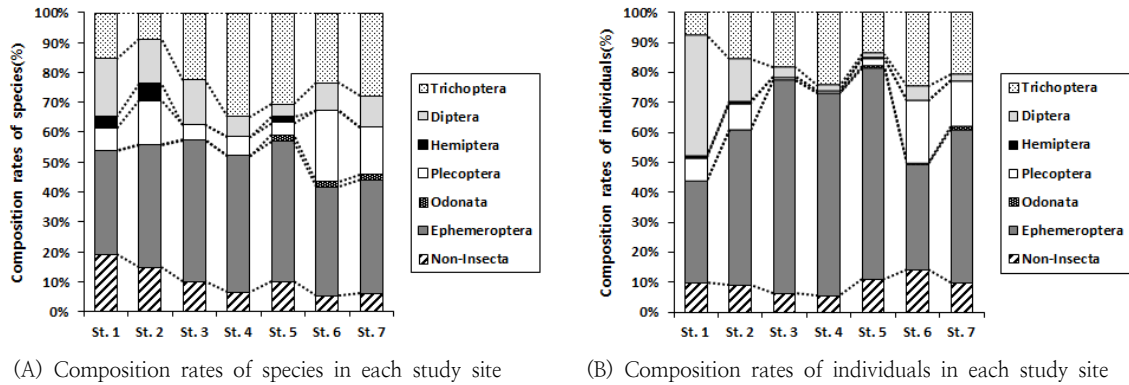 Composition rates of species(%)
100%
90%
80%
70%
60%
50%
40%
30%
20%
10%
0%
St. 1 St. 2 St. 3 St. 4 St. 5 St. 6 St. 7
Trichoptera
Diptera
Hemiptera
Plecoptera
Odonata
Ephemeroptera
Non-Insecta
(A) Composition rates of species in each study site
Composition rates of individuals(%)
100%
90%
80%
70%
60%
50%
40%
30%
20%
10%
0%
St. 1 St. 2 St. 3 St. 4 St. 5 St. 6 St. 7
Trichoptera
Diptera
Hemiptera
Plecoptera
Odonata
Ephemeroptera
Non-Insecta
(B) Composition rates of individuals in each study site